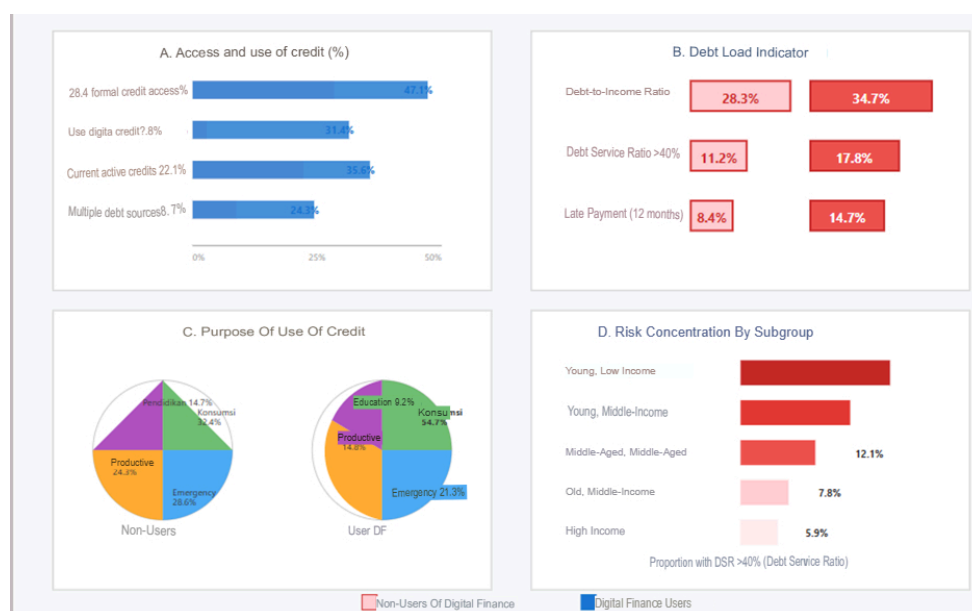 A. Access and use of credit (%)
28.4 formal credit access%
47.1%
Use digita credit?.8%
31.4%
Current active credits 22.1%
35.6%
Multiple debt sources8. 7%
24.3%
0%
25%
50%
B. Debt Load Indicator
Debt-to-Income Ratio
28.3%
34.7%
Debt Service Ratio >40%
11.2%
17.8%
Late Payment (12 months)
8.4%
14.7%
C. Purpose Of Use Of Credit
Pendidikan 14.7%
Konsumsi
32.4%
Productive
24.3%
Emergency
28.6%
Non-Users
Education 9.2%
Konsumsi
54.7%
Productive
14.8%
Emergency 21.3%
User DF
D. Risk Concentration By Subgroup
Young, Low Income
Young, Middle-Income
Middle-Aged, Middle-Aged
12.1%
Old, Middle-Income
7.8%
High Income
5.9%
Proportion with DSR >40% (Debt Service Ratio)
Non-Users Of Digital Finance
Digital Finance Users